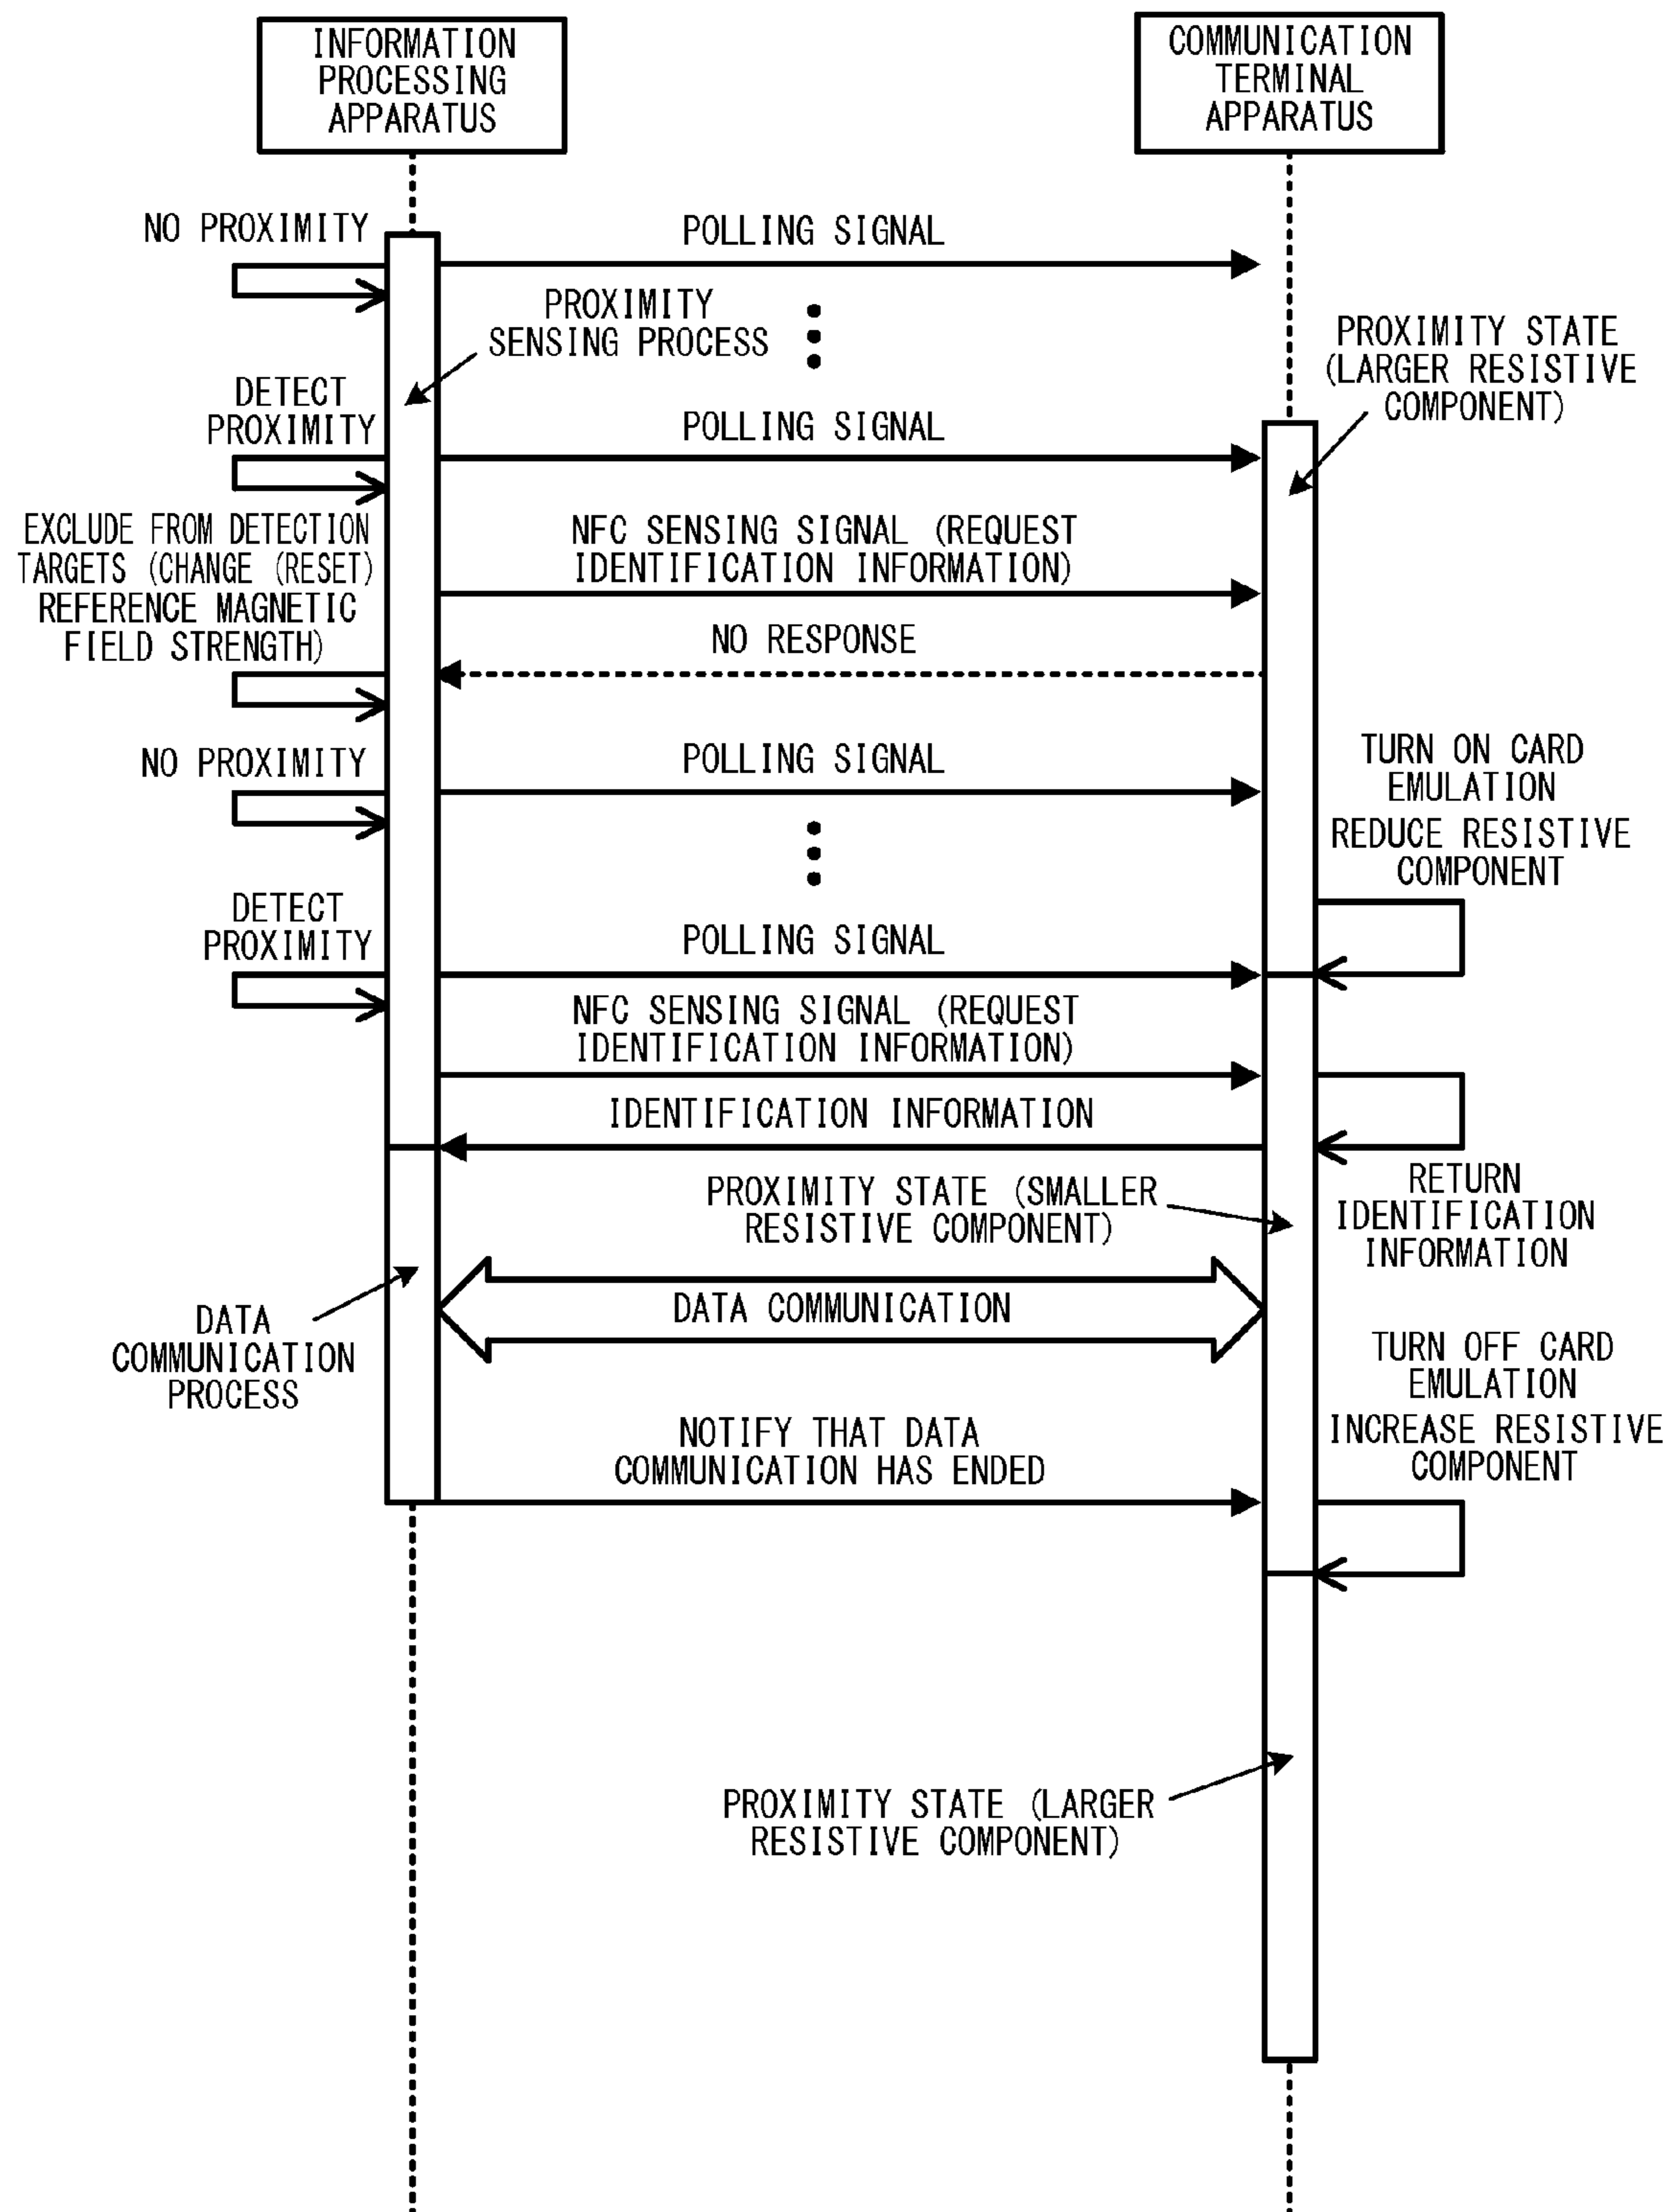 INFORMATION
PROCESSING
APPARATUS
COMMUNICATION
TERMINAL
APPARATUS
NO PROXIMITY
POLLING SIGNAL
PROXIMITY
SENSING PROCESS
PROXIMITY STATE
(LARGER RESISTIVE
COMPONENT)
DETECT
PROXIMITY
POLLING SIGNAL
EXCLUDE FROM DETECTION
TARGETS (CHANGE (RESET)
REFERENCE MAGNETIC
FIELD STRENGTH)
NFC SENSING SIGNAL (REQUEST
IDENTIFICATION INFORMATION)
NO RESPONSE
NO PROXIMITY
POLLING SIGNAL
TURN ON CARD
EMULATION
REDUCE RESISTIVE
COMPONENT
DETECT
PROXIMITY
POLLING SIGNAL
NFC SENSING SIGNAL (REQUEST
IDENTIFICATION INFORMATION)
IDENTIFICATION INFORMATION
RETURN
IDENTIFICATION
INFORMATION
PROXIMITY STATE (SMALLER
RESISTIVE COMPONENT)
DATA COMMUNICATION
DATA
COMMUNICATION
PROCESS
TURN OFF CARD
EMULATION
INCREASE RESISTIVE
COMPONENT
NOTIFY THAT DATA
COMMUNICATION HAS ENDED
PROXIMITY STATE (LARGER
RESISTIVE COMPONENT)